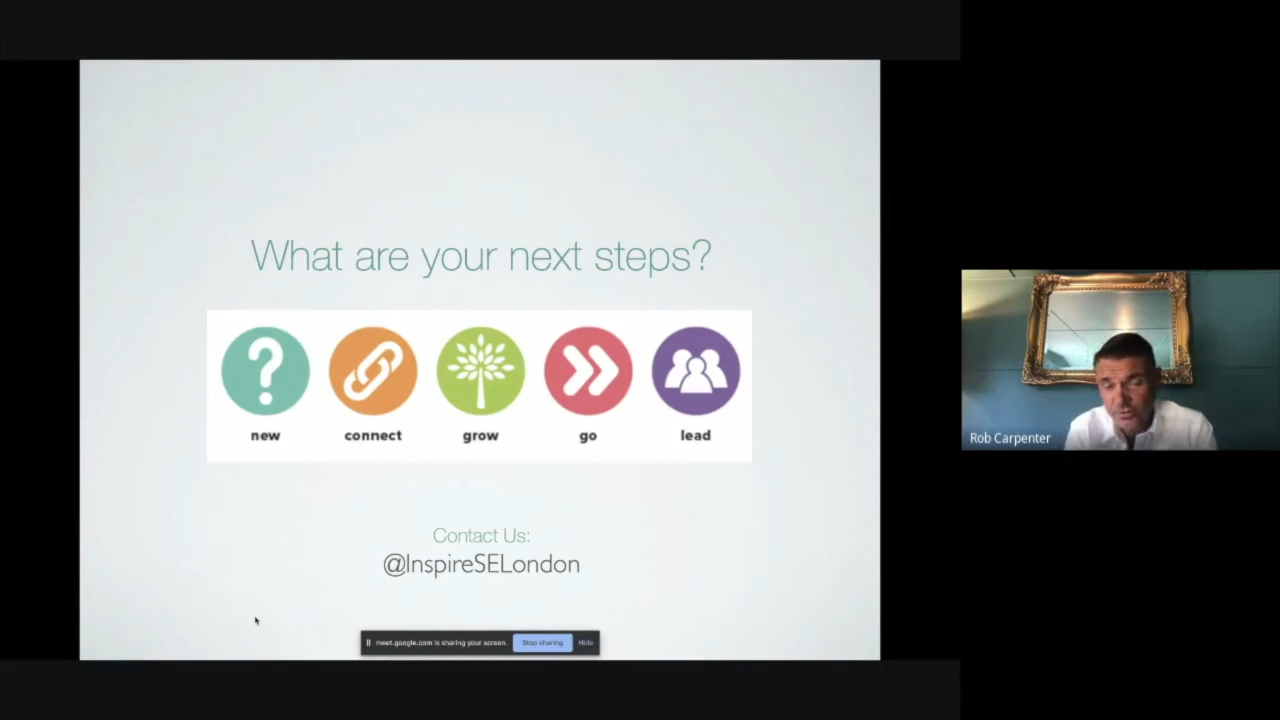 What are your next steps?
new
connect
grow
go
lead
Contact Us:
@InspireSELondon
meet.google.com is sharing your screen. Stop sharing Hide
Rob Carpenter